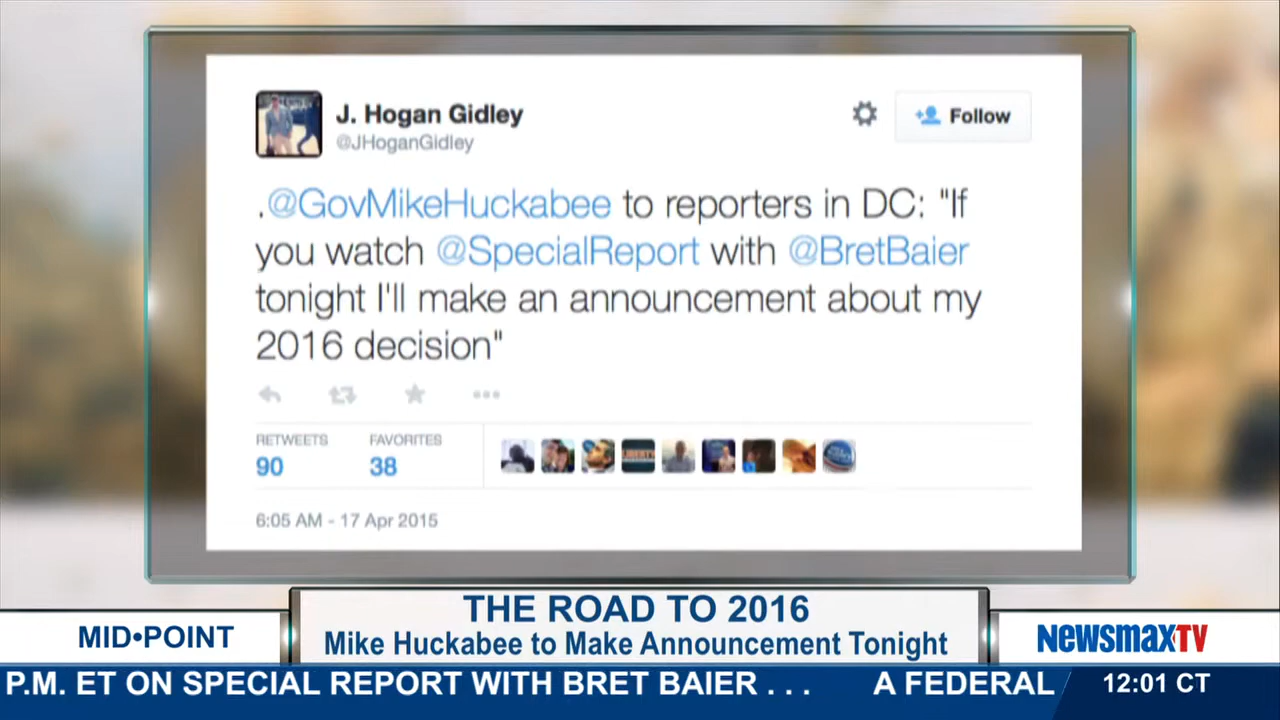 J. Hogan Gidley
@JHoganGidley
Follow
.@GovMikeHuckabee to reporters in DC: "If
you watch @SpecialReport with @BretBaier
tonight I'll make an announcement about my
2016 decision"
RETWEETS
FAVORITES
90
38
LIBERTY
6:05 AM - 17 Apr 2015
THE ROAD TO 2016
MID•POINT
Mike Huckabee to Make Announcement Tonight
NEWSMAXTV
P.M. ET ON SPECIAL REPORT WITH BRET BAIER . . . A FEDERAL
12:01 CT